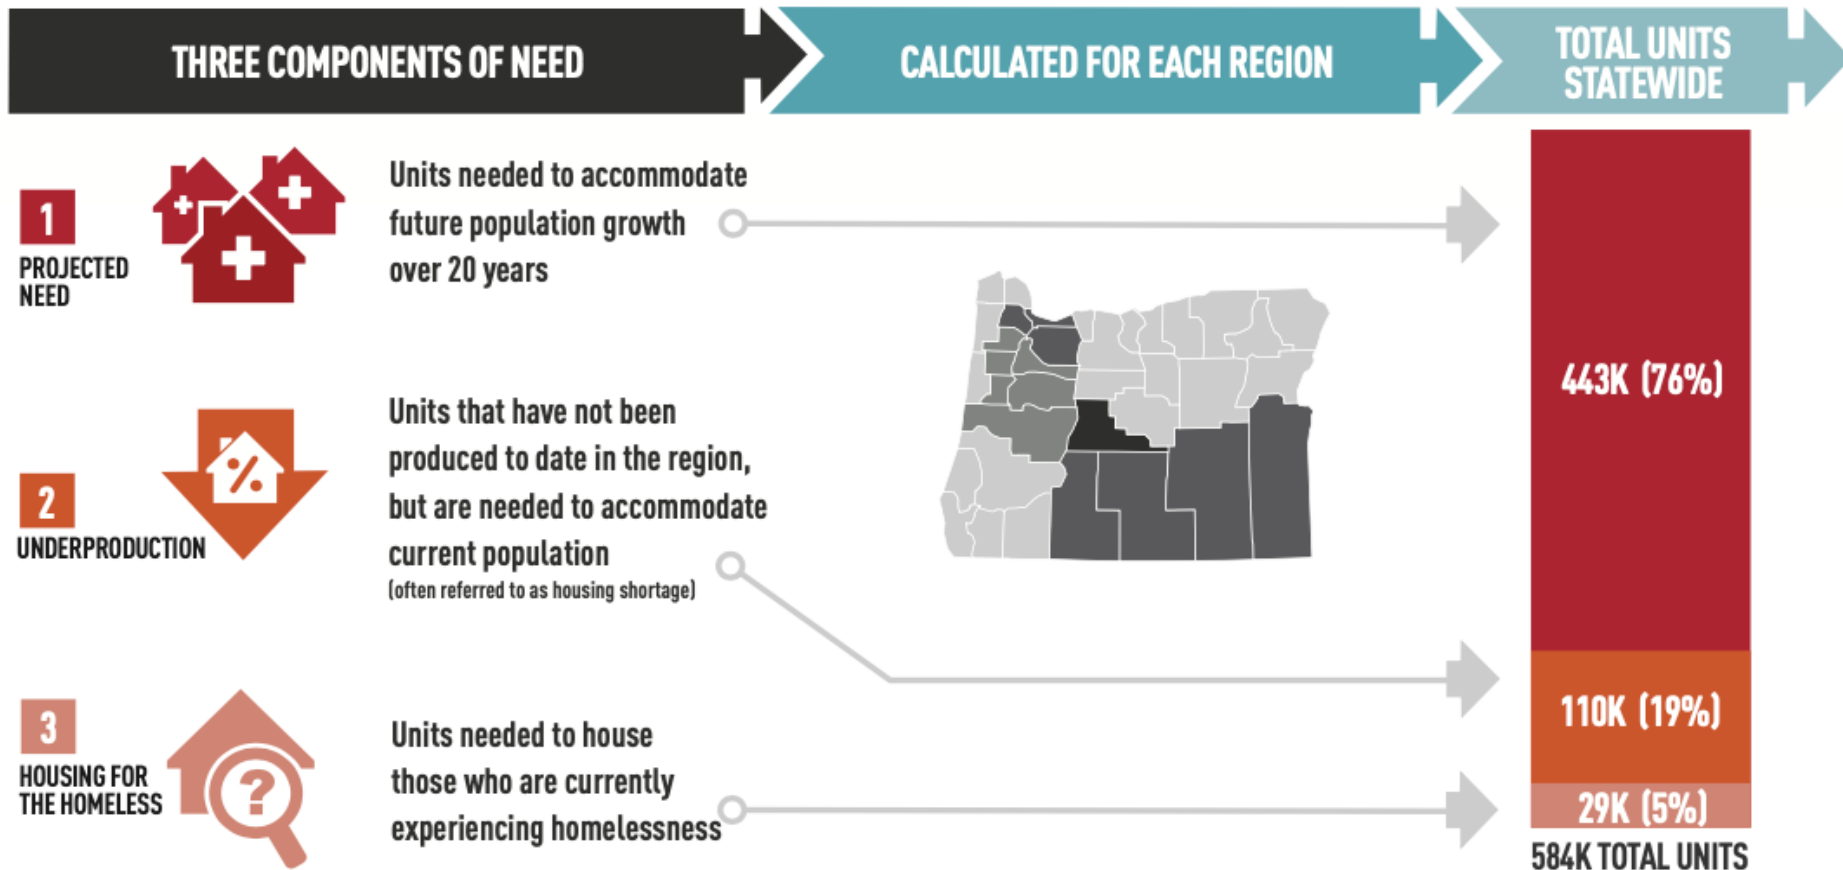 THREE COMPONENTS OF NEED
CALCULATED FOR EACH REGION
TOTAL UNITS
STATEWIDE
1
PROJECTED
NEED
Units needed to accommodate
future population growth
over 20 years
443K (76%)
2
UNDERPRODUCTION
%
Units that have not been
produced to date in the region,
but are needed to accommodate
current population
(often referred to as housing shortage)
110K (19%)
3
HOUSING FOR
THE HOMELESS
?
Units needed to house
those who are currently
experiencing homelessness
29K (5%)
584K TOTAL UNITS